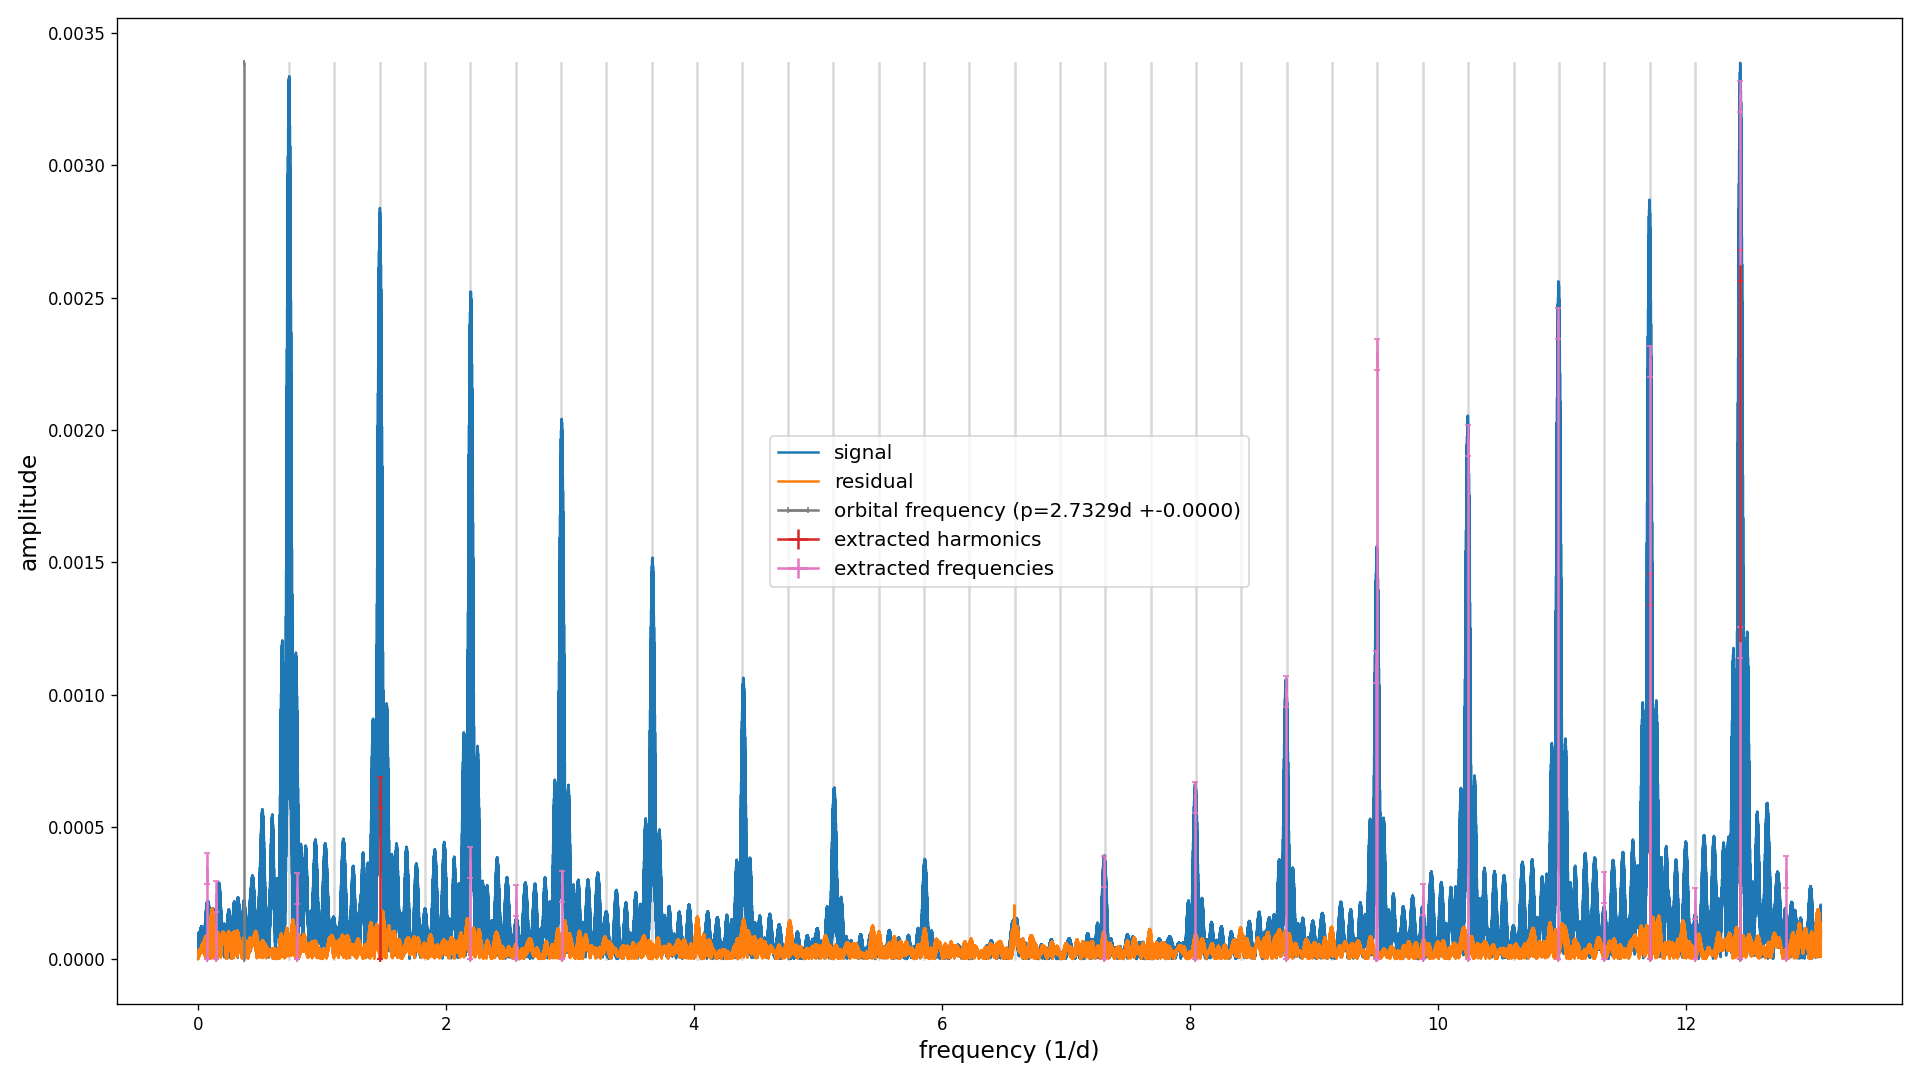 0.0035
0.0030
0.0025
0.0020
0.0015
0.0010
0.0005
0.0000
amplitude
signal
residual
orbital frequency (p=2.7329d +-0.0000)
extracted harmonics
extracted frequencies
0 2 4 6 8 10 12
frequency (1/d)